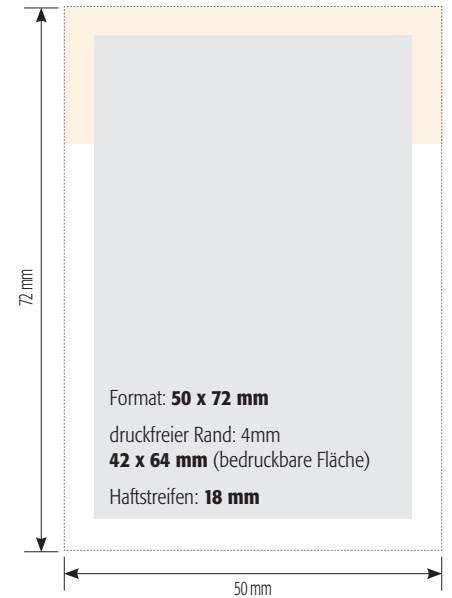 72 mm
Format: 50 x 72 mm
druckfreier Rand: 4mm
42 x 64 mm (bedruckbare Fläche)
Haftstreifen: 18 mm
50 mm